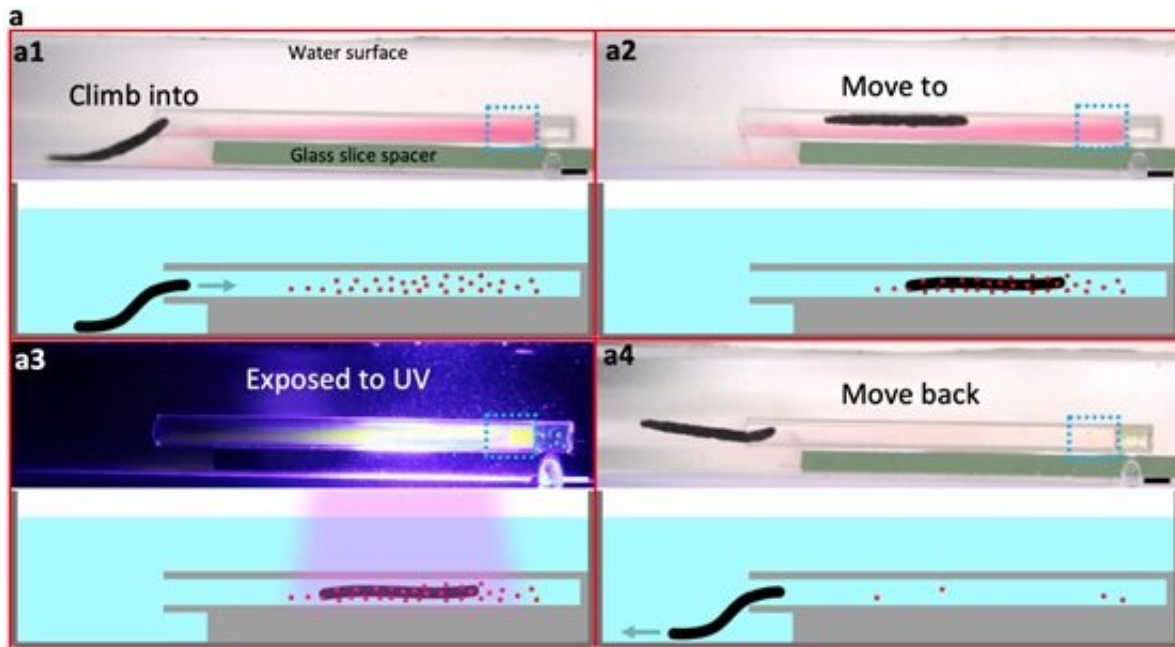 a
a1
Water surface
Climb into
Glass slice spacer
a2
Move to
a3
Exposed to UV
a4
Move back